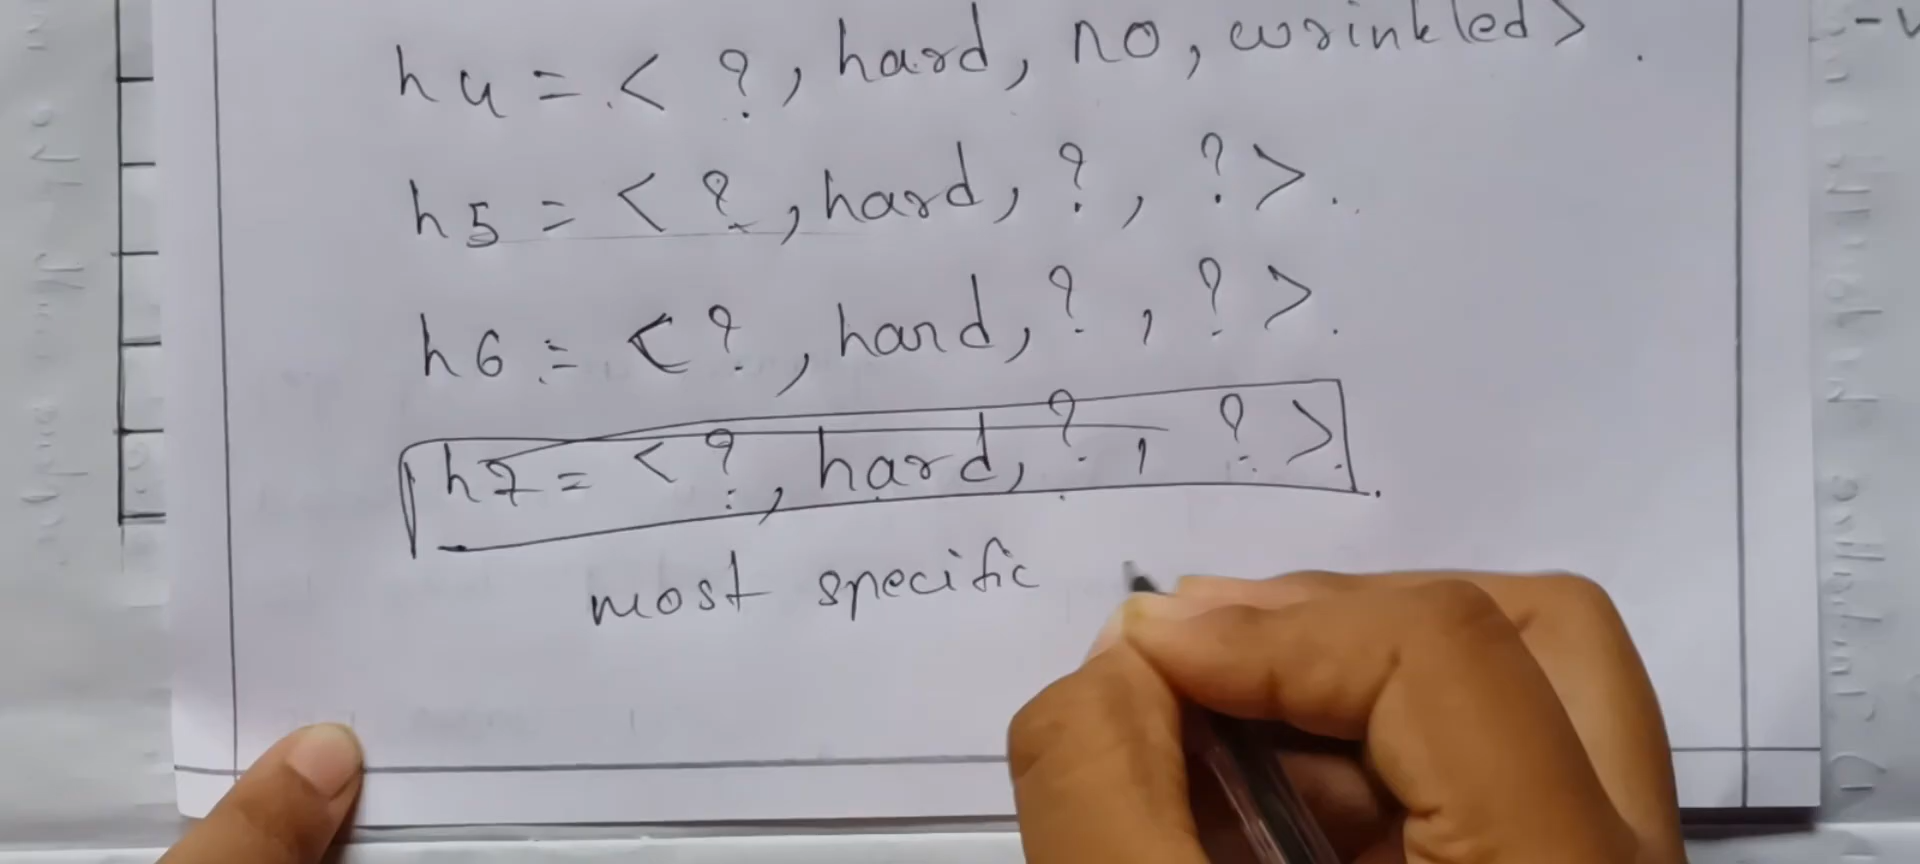 h4 = < ?, hard, no, wrinkled> .
h5 = < ?, hard, ?, ?>.
h6 = < ?, hard, ?, ?>.
h7 = < ?, hard, ?, ?>.
most specific